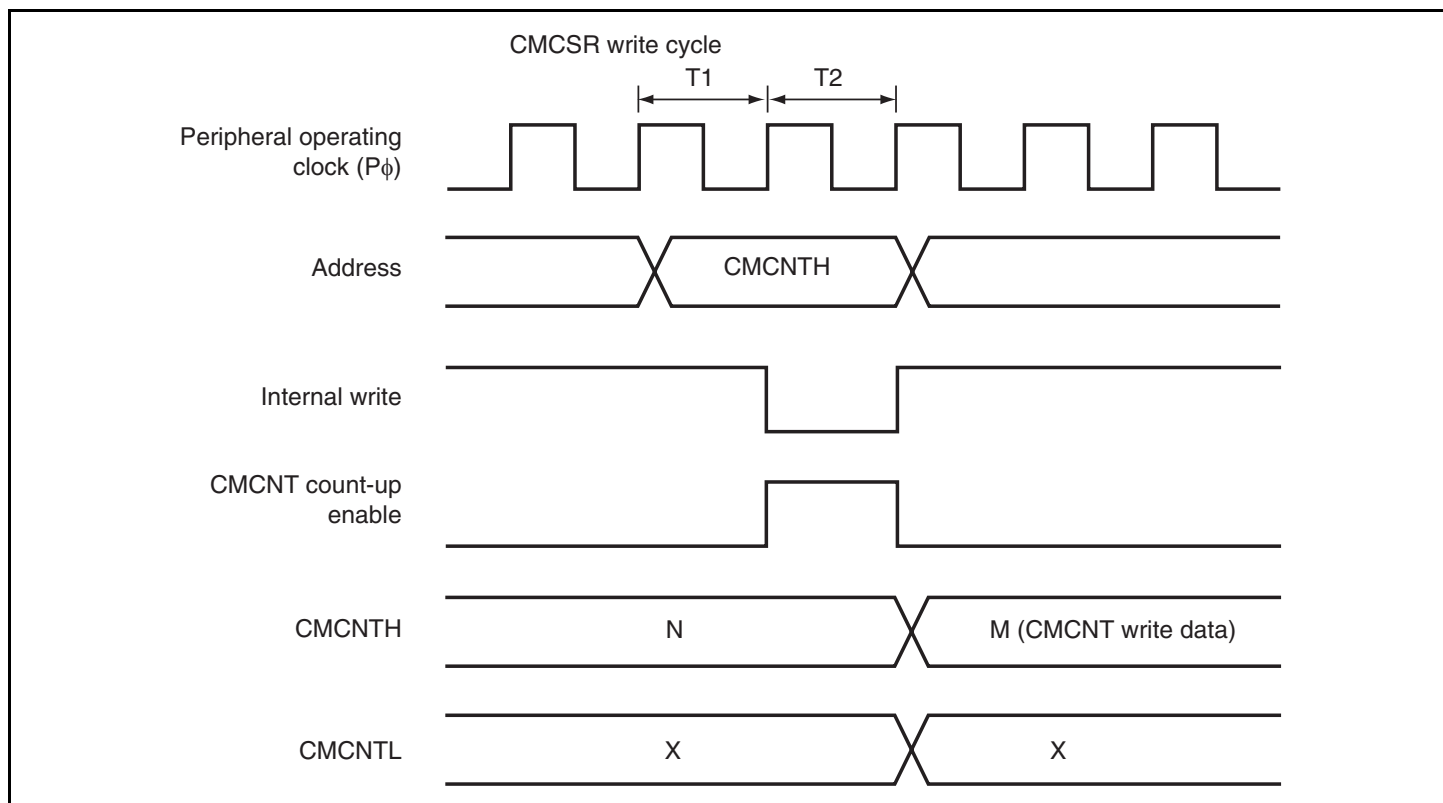 CMCSR write cycle
T1
T2
Peripheral operating
clock (Pϕ)
Address
CMCNTH
Internal write
CMCNT count-up
enable
CMCNTH
N
M (CMCNT write data)
CMCNTL
X
X